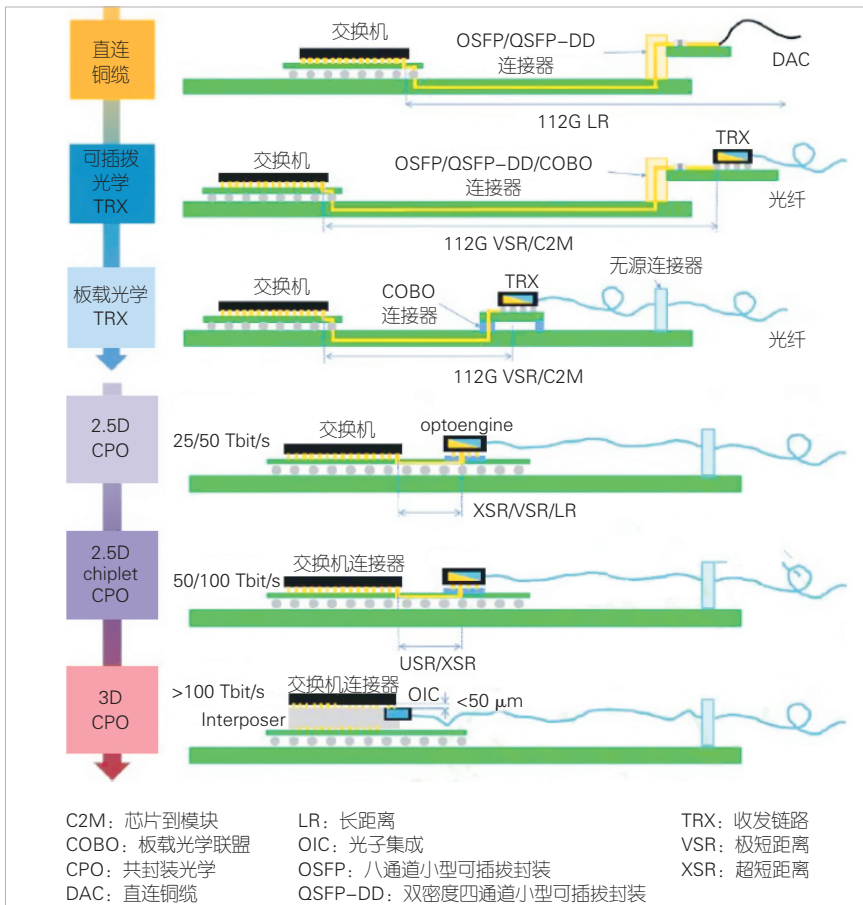 直连
铜缆
交换机
OSFP/QSFP-DD
连接器
DAC
112G LR
可插拨
光学
TRX
交换机
OSFP/QSFP-DD/COBO
连接器
TRX
光纤
112G VSR/C2M
板载光学
TRX
交换机
COBO
连接器
TRX
无源连接器
光纤
112G VSR/C2M
2.5D
CPO
25/50 Tbit/s
交换机
optoengine
XSR/VSR/LR
2.5D
chiplet
CPO
50/100 Tbit/s
交换机连接器
USR/XSR
3D
CPO
>100 Tbit/s
交换机连接器
OIC
<50 μm
Interposer
C2M：芯片到模块
LR：长距离
TRX：收发链路
COBO：板载光学联盟
OIC：光子集成
VSR：极短距离
CPO：共封装光学
OSFP：八通道小型可插拔封装
XSR：超短距离
DAC：直连铜缆
QSFP-DD：双密度四通道小型可插拔封装